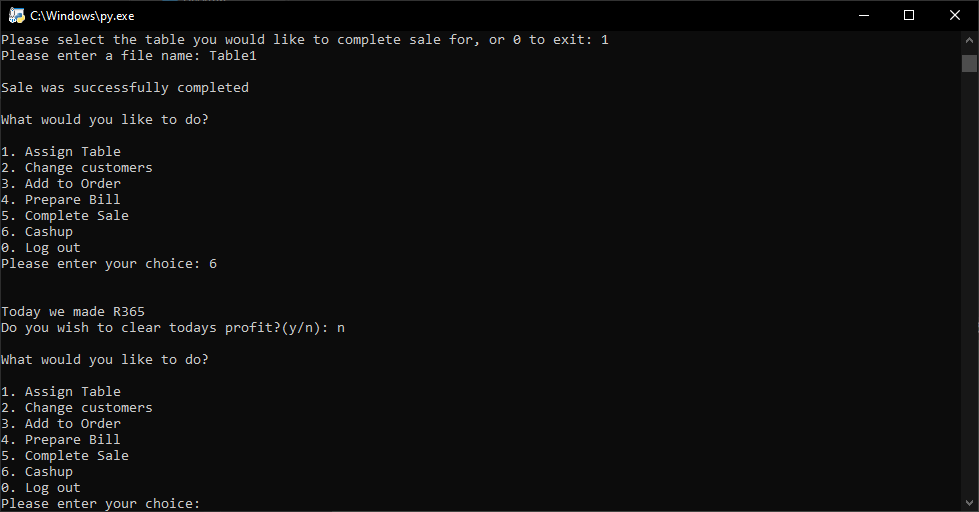 C:\Windows\py.exe
Please select the table you would like to complete sale for, or 0 to exit: 1
Please enter a file name: Table1
Sale was successfully completed
What would you like to do?
1. Assign Table
2. Change customers
3. Add to Order
4. Prepare Bill
5. Complete Sale
6. Cashup
0. Log out
Please enter your choice: 6
Today we made R365
Do you wish to clear todays profit?(y/n): n
What would you like to do?
1. Assign Table
2. Change customers
3. Add to Order
4. Prepare Bill
5. Complete Sale
6. Cashup
0. Log out
Please enter your choice: